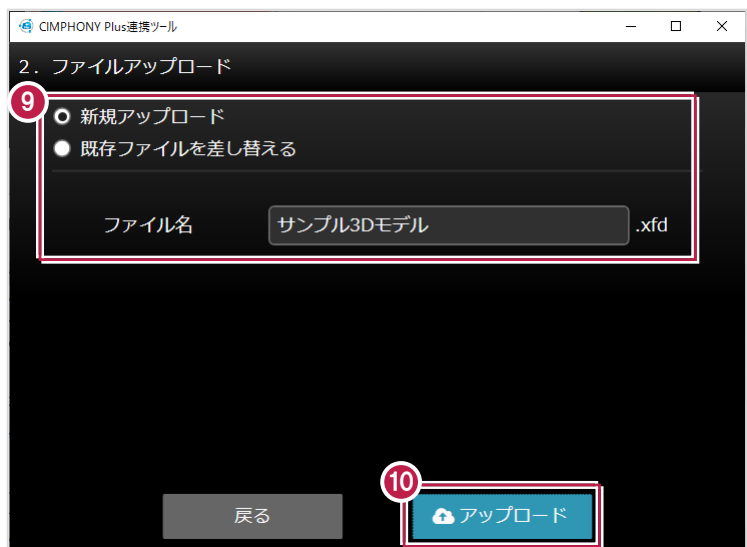 CIMPHONY Plus連携ツール
2. ファイルアップロード
9
新規アップロード
既存ファイルを差し替える
ファイル名 サンプル3Dモデル .xfd
10
戻る アップロード